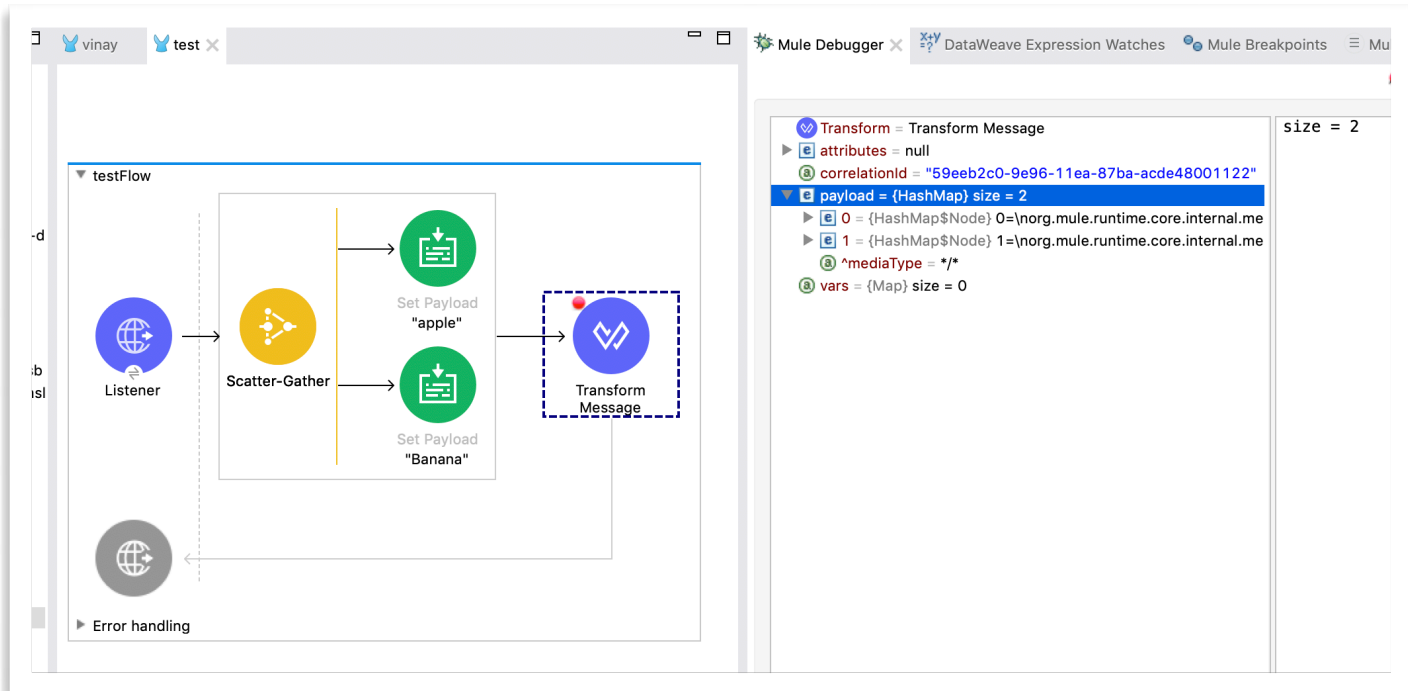 vinay
test
Mule Debugger
DataWeave Expression Watches
Mule Breakpoints
Mu
testFlow
-d
sb
asl
Listener
Scatter-Gather
Set Payload
"apple"
Set Payload
"Banana"
Transform
Message
Error handling
Transform = Transform Message
attributes = null
correlationId = "59eeb2c0-9e96-11ea-87ba-acde48001122"
payload = {HashMap} size = 2
0 = {HashMap$Node} 0=\norg.mule.runtime.core.internal.me
1 = {HashMap$Node} 1=\norg.mule.runtime.core.internal.me
^mediaType = */*
vars = {Map} size = 0
size = 2